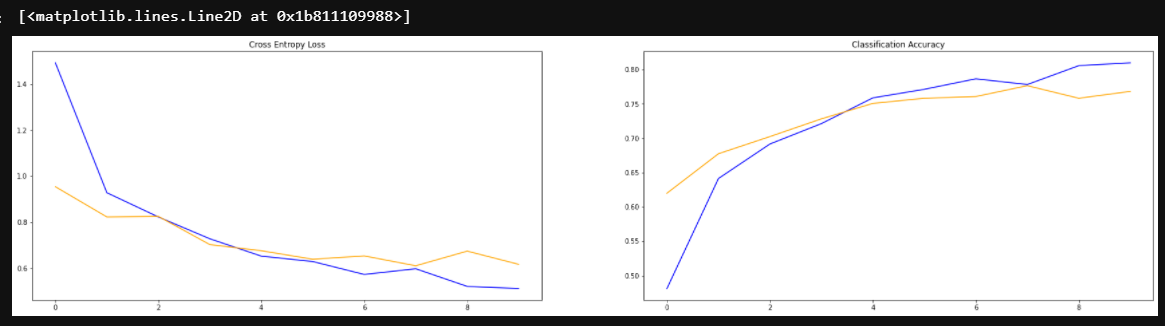 : [<matplotlib.lines.Line2D at 0x1b811109988>]
Cross Entropy Loss
1.4
1.2
1.0
0.8
0.6
0 2 4 6 8
Classification Accuracy
0.80
0.75
0.70
0.65
0.60
0.55
0.50
0 2 4 6 8